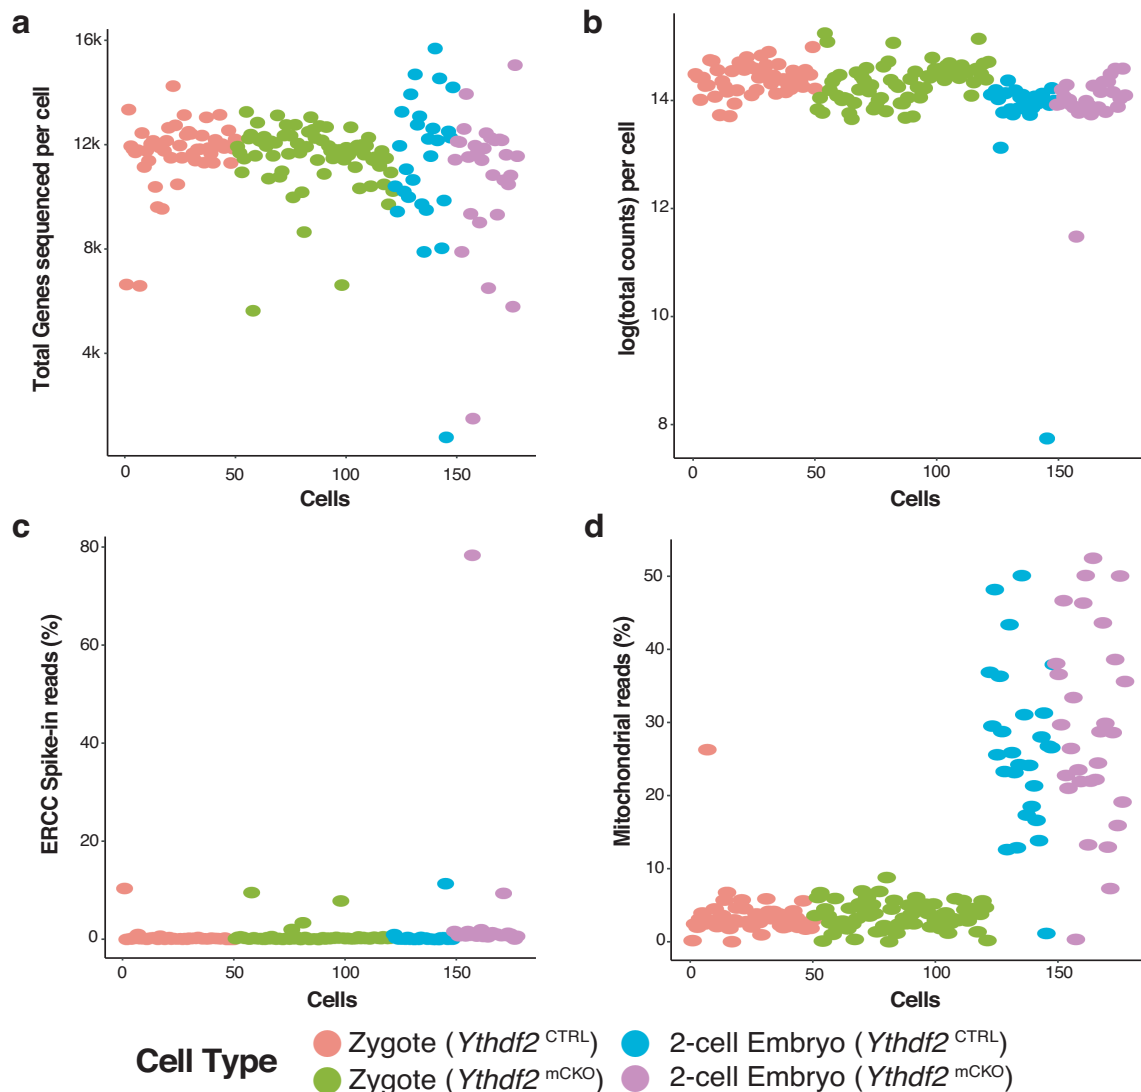 a
16k
12k
8k
4k
Total Genes sequenced per cell
0 50 100 150
Cells
b
14
12
10
8
log(total counts) per cell
0 50 100 150
Cells
c
80
60
40
20
0
ERCC Spike-in reads (%)
0 50 100 150
Cells
d
50
40
30
20
10
0
Mitochondrial reads (%)
0 50 100 150
Cells
Cell Type
Zygote (Ythdf2 CTRL)
2-cell Embryo (Ythdf2 CTRL)
Zygote (Ythdf2 mCKO)
2-cell Embryo (Ythdf2 mCKO)